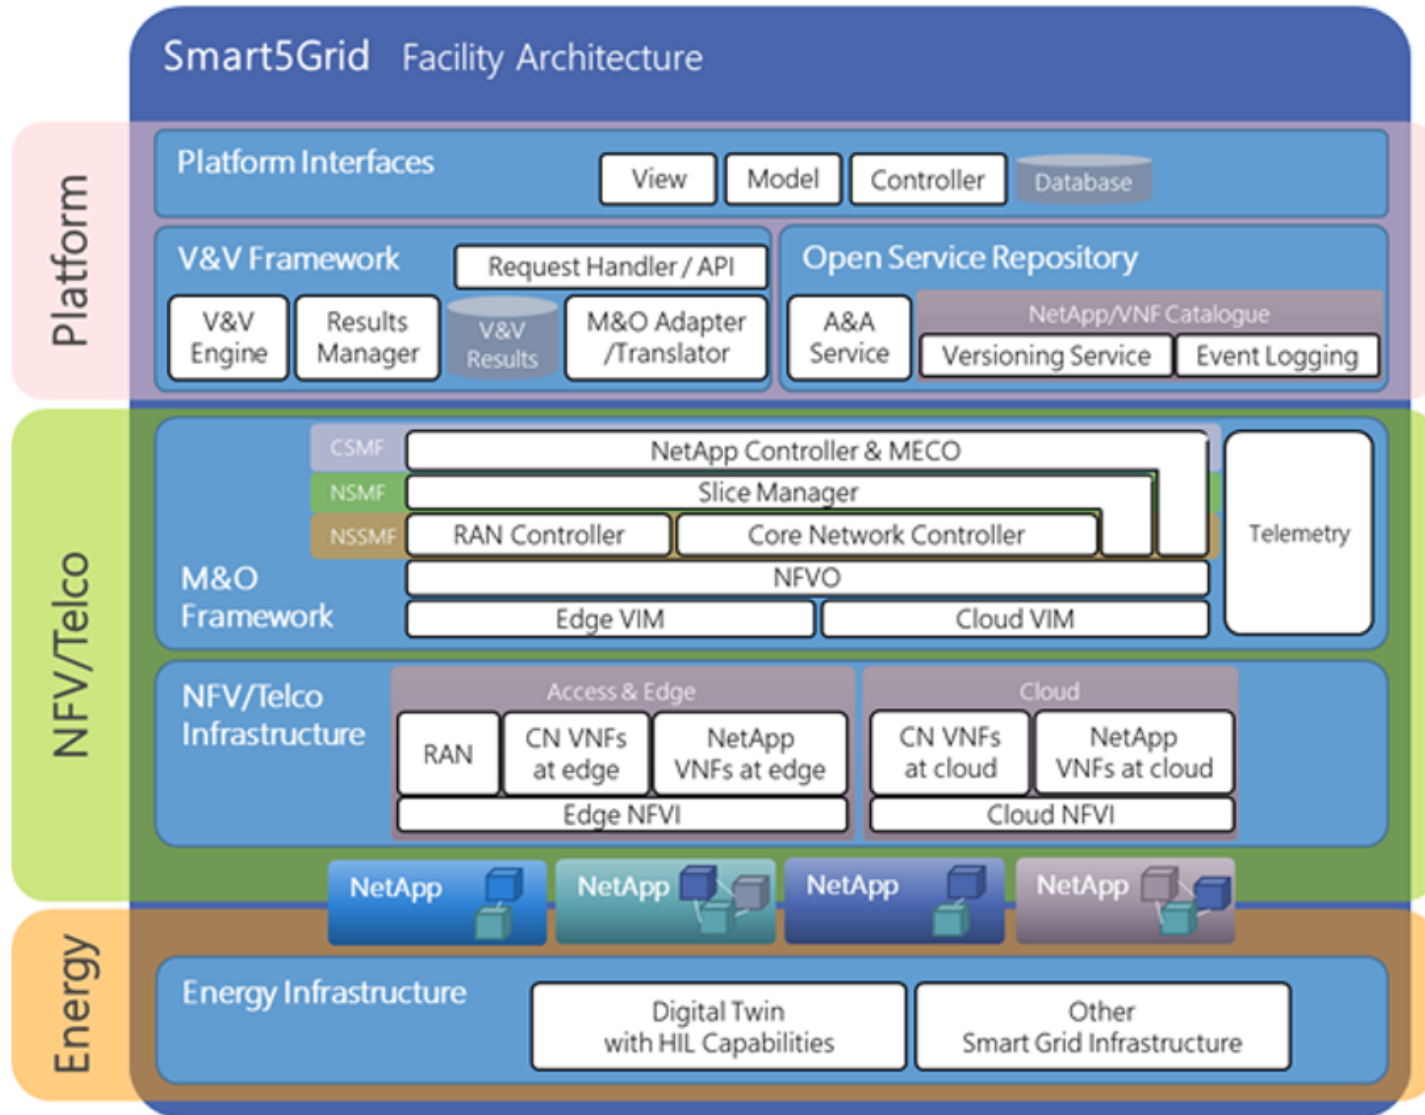 Smart5Grid Facility Architecture
Platform
Platform Interfaces
View
Model
Controller
Database
V&V Framework
Request Handler / API
V&V
Engine
Results
Manager
V&V
Results
M&O Adapter
/Translator
Open Service Repository
A&A
Service
NetApp/VNF Catalogue
Versioning Service
Event Logging
NFV/Telco
M&O
Framework
CSMF
NetApp Controller & MECO
NSMF
Slice Manager
NSSMF
RAN Controller
Core Network Controller
NFVO
Edge VIM
Cloud VIM
Telemetry
NFV/Telco
Infrastructure
Access & Edge
RAN
CN VNFs
at edge
NetApp
VNFs at edge
Edge NFVI
Cloud
CN VNFs
at cloud
NetApp
VNFs at cloud
Cloud NFVI
NetApp
NetApp
NetApp
NetApp
Energy
Energy Infrastructure
Digital Twin
with HIL Capabilities
Other
Smart Grid Infrastructure